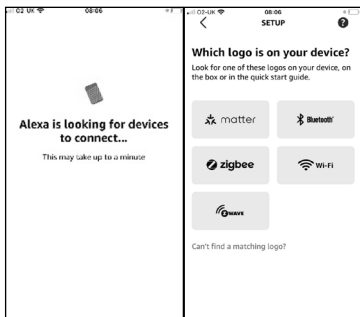 02-UK
08:06
Alexa is looking for devices
to connect...
This may take up to a minute
02-UK
08:06
SETUP
?
Which logo is on your device?
Look for one of these logos on your device, on
the box or in the quick start guide.
matter
Bluetooth
zigbee
Wi-Fi
Z WAVE
Can't find a matching logo?